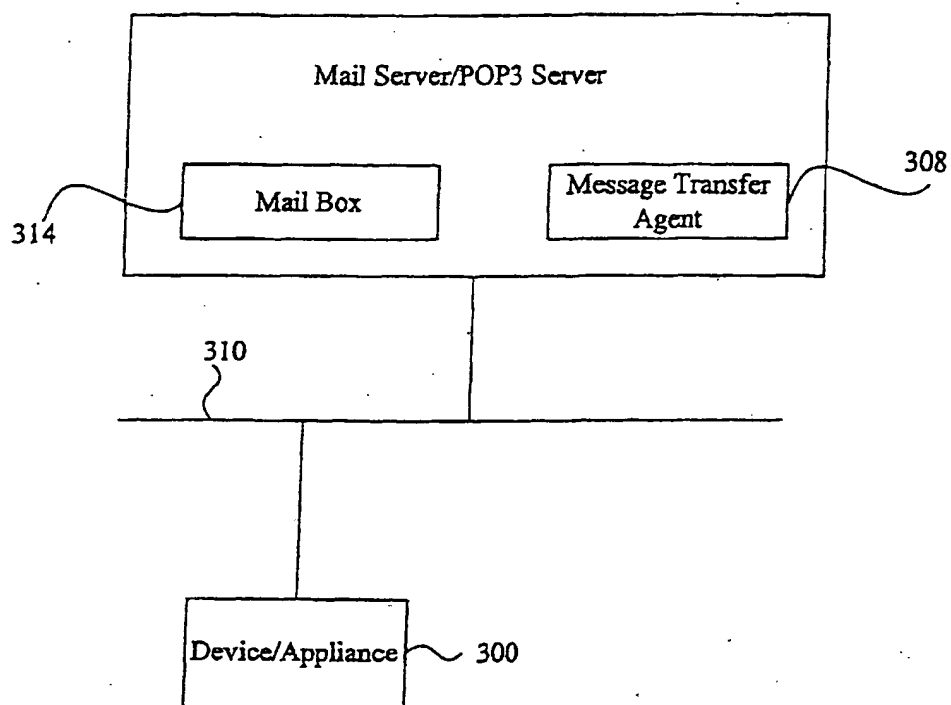 Mail Server/POP3 Server
308
Mail Box
Message Transfer
Agent
314
310
Device/Appliance
300